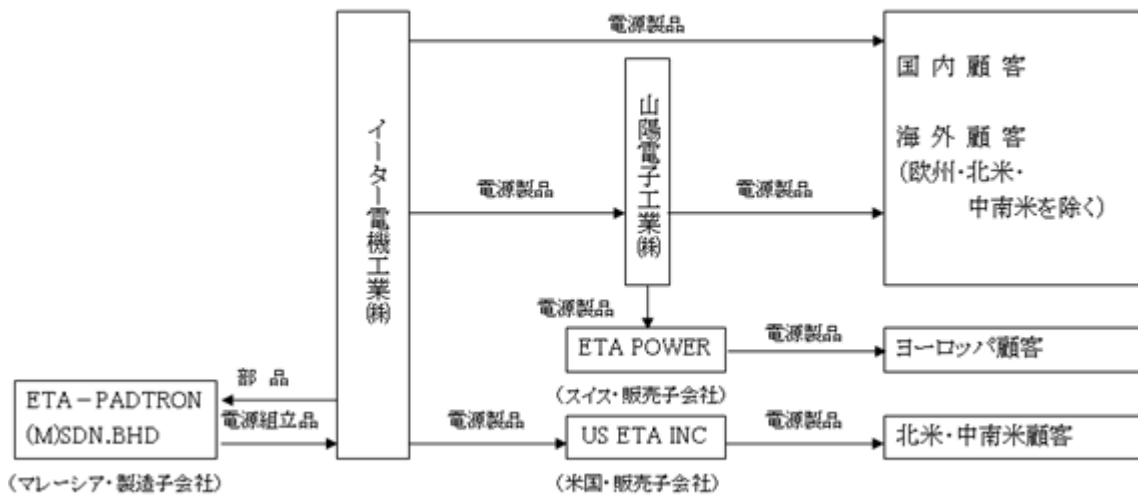 電源製品
イーター電機工業㈱
山陽電子工業㈱
国内顧客
海外顧客
(欧州・北米・
中南米を除く)
電源製品
電源製品
電源製品
ETA POWER
電源製品
ヨーロッパ顧客
(スイス・販売子会社)
部 品
ETA－PADTRON
(M)SDN.BHD
電源組立品
電源製品
US ETA INC
電源製品
北米・中南米顧客
(マレーシア・製造子会社)
(米国・販売子会社)